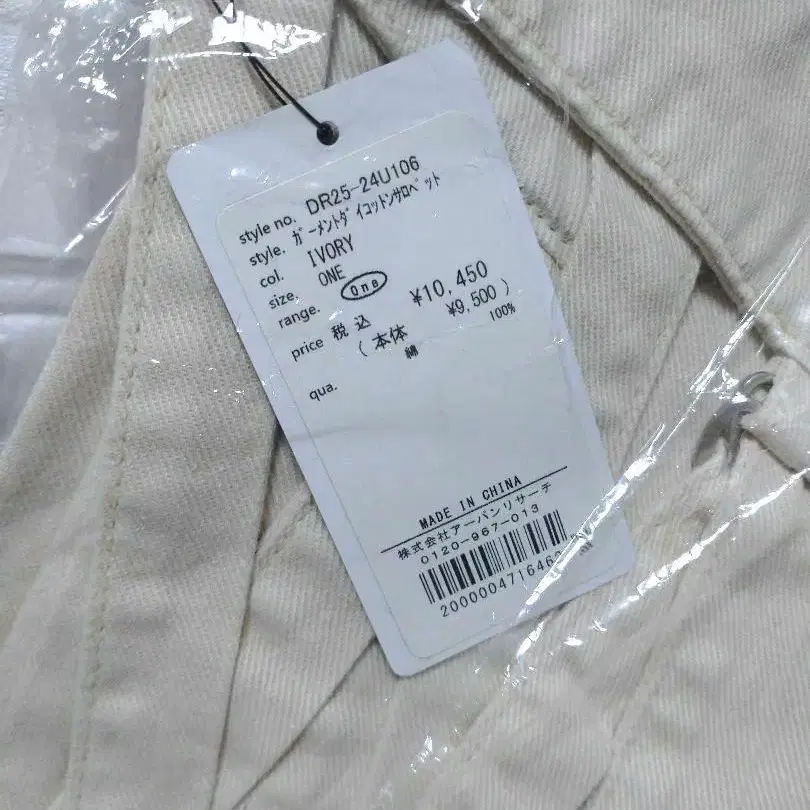 style no. DR25-24U106
style. ガーメントダイコットンサロペット
col. IVORY
size. ONE
range. One
price 税込 ¥10,450
(本体 ¥9,500)
qua. 綿 100%
MADE IN CHINA
株式会社アーバンリサーチ
0120-967-013